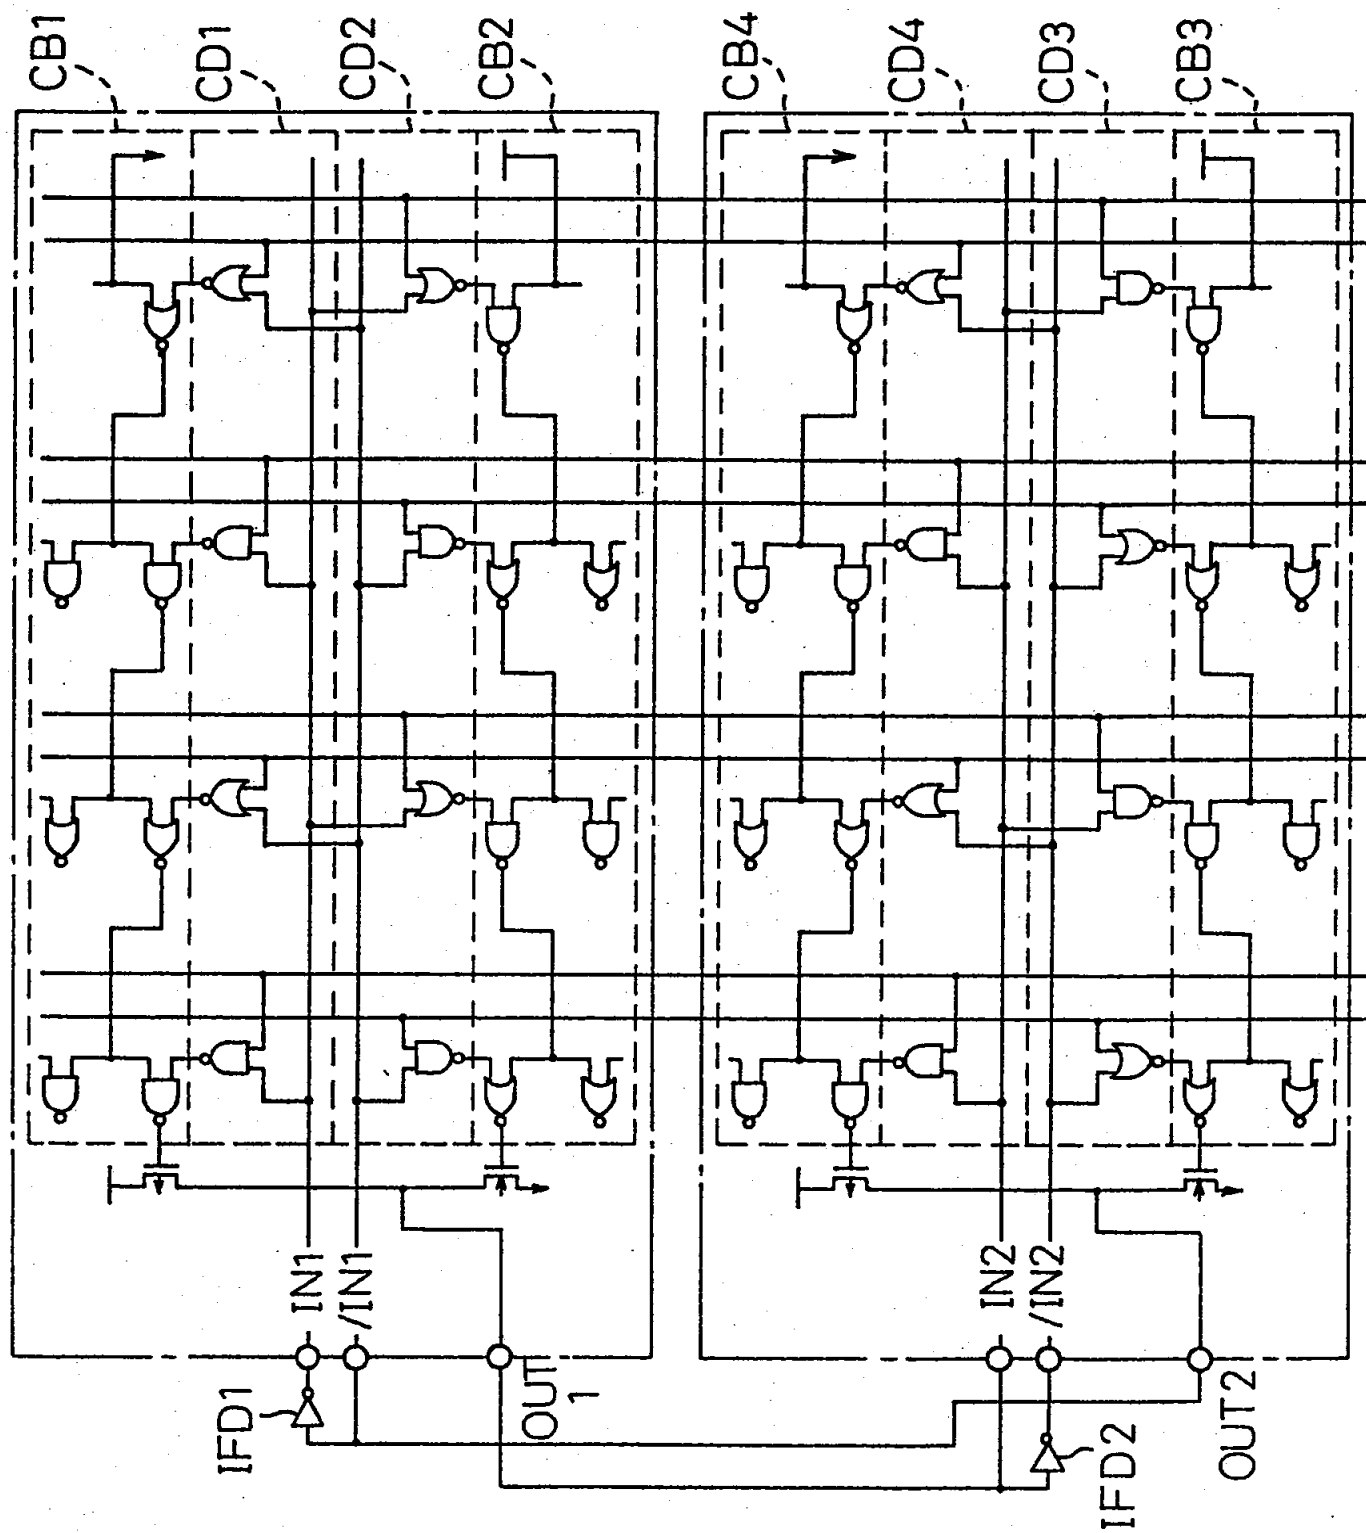 CB1
CD1
CD2
CB2
CB4
CD4
CD3
CB3
IN1
/IN1
IN2
/IN2
IFD1
OUT
1
IFD2
OUT2